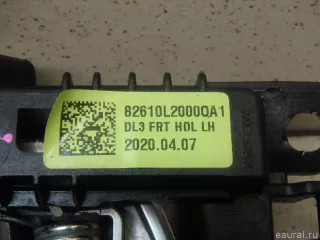 82610L2000QA1
DL3 FRT HDL LH
2020.04.07
eaural.ru